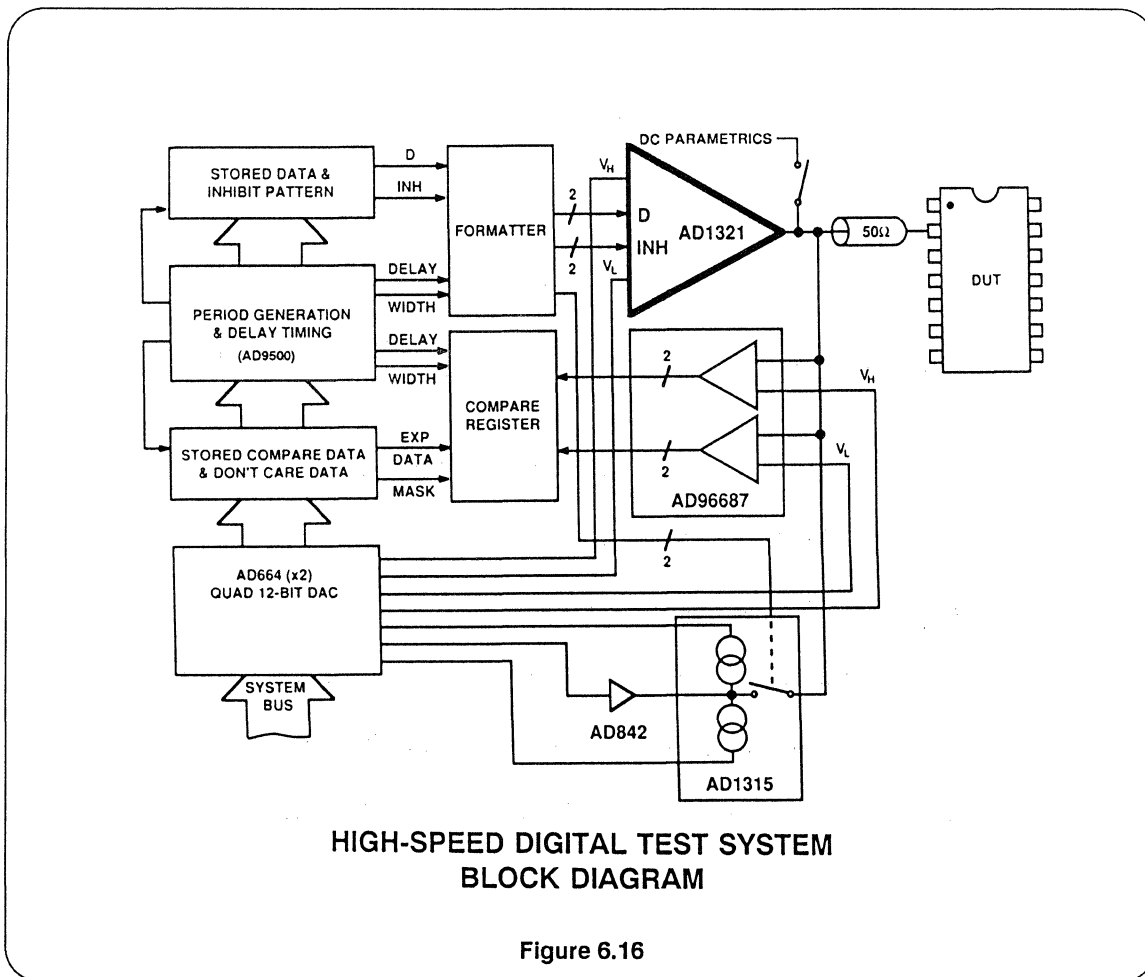 DC PARAMETRICS
STORED DATA &
INHIBIT PATTERN
D
INH
FORMATTER
2
2
V_H
D
AD1321
INH
V_L
50Ω
DUT
PERIOD GENERATION
& DELAY TIMING
(AD9500)
DELAY
WIDTH
DELAY
WIDTH
COMPARE
REGISTER
2
2
AD96687
V_H
V_L
STORED COMPARE DATA
& DON'T CARE DATA
EXP
DATA
MASK
2
AD664 (x2)
QUAD 12-BIT DAC
SYSTEM
BUS
AD842
AD1315
HIGH-SPEED DIGITAL TEST SYSTEM
BLOCK DIAGRAM
Figure 6.16